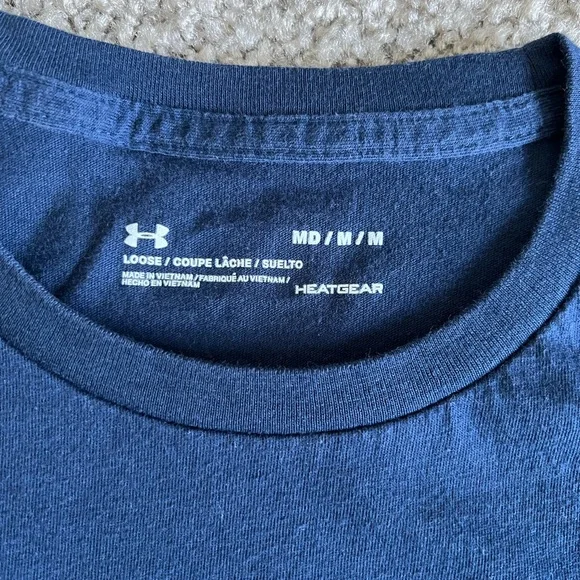 MD / M / M
LOOSE / COUPE LÂCHE / SUELTO
MADE IN VIETNAM / FABRIQUÉ AU VIETNAM /
HECHO EN VIETNAM
HEATGEAR